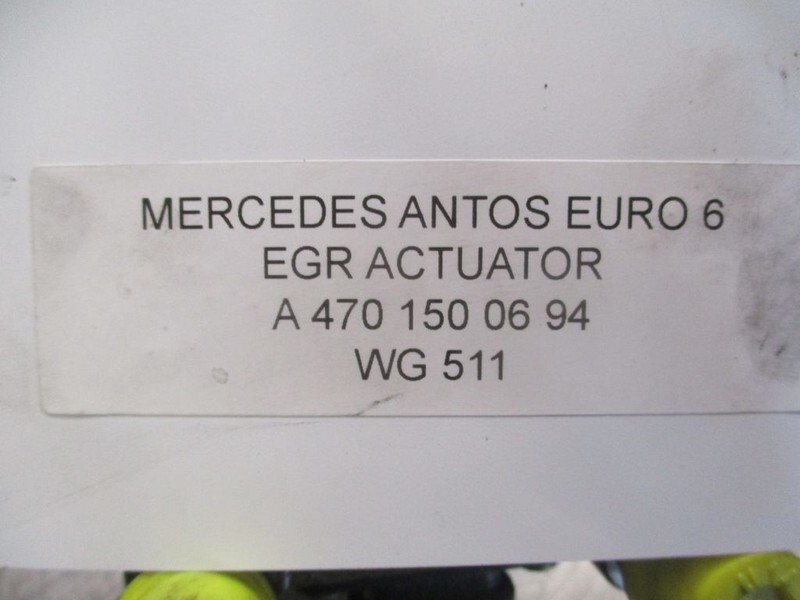 MERCEDES ANTOS EURO 6
EGR ACTUATOR
A 470 150 06 94
WG 511